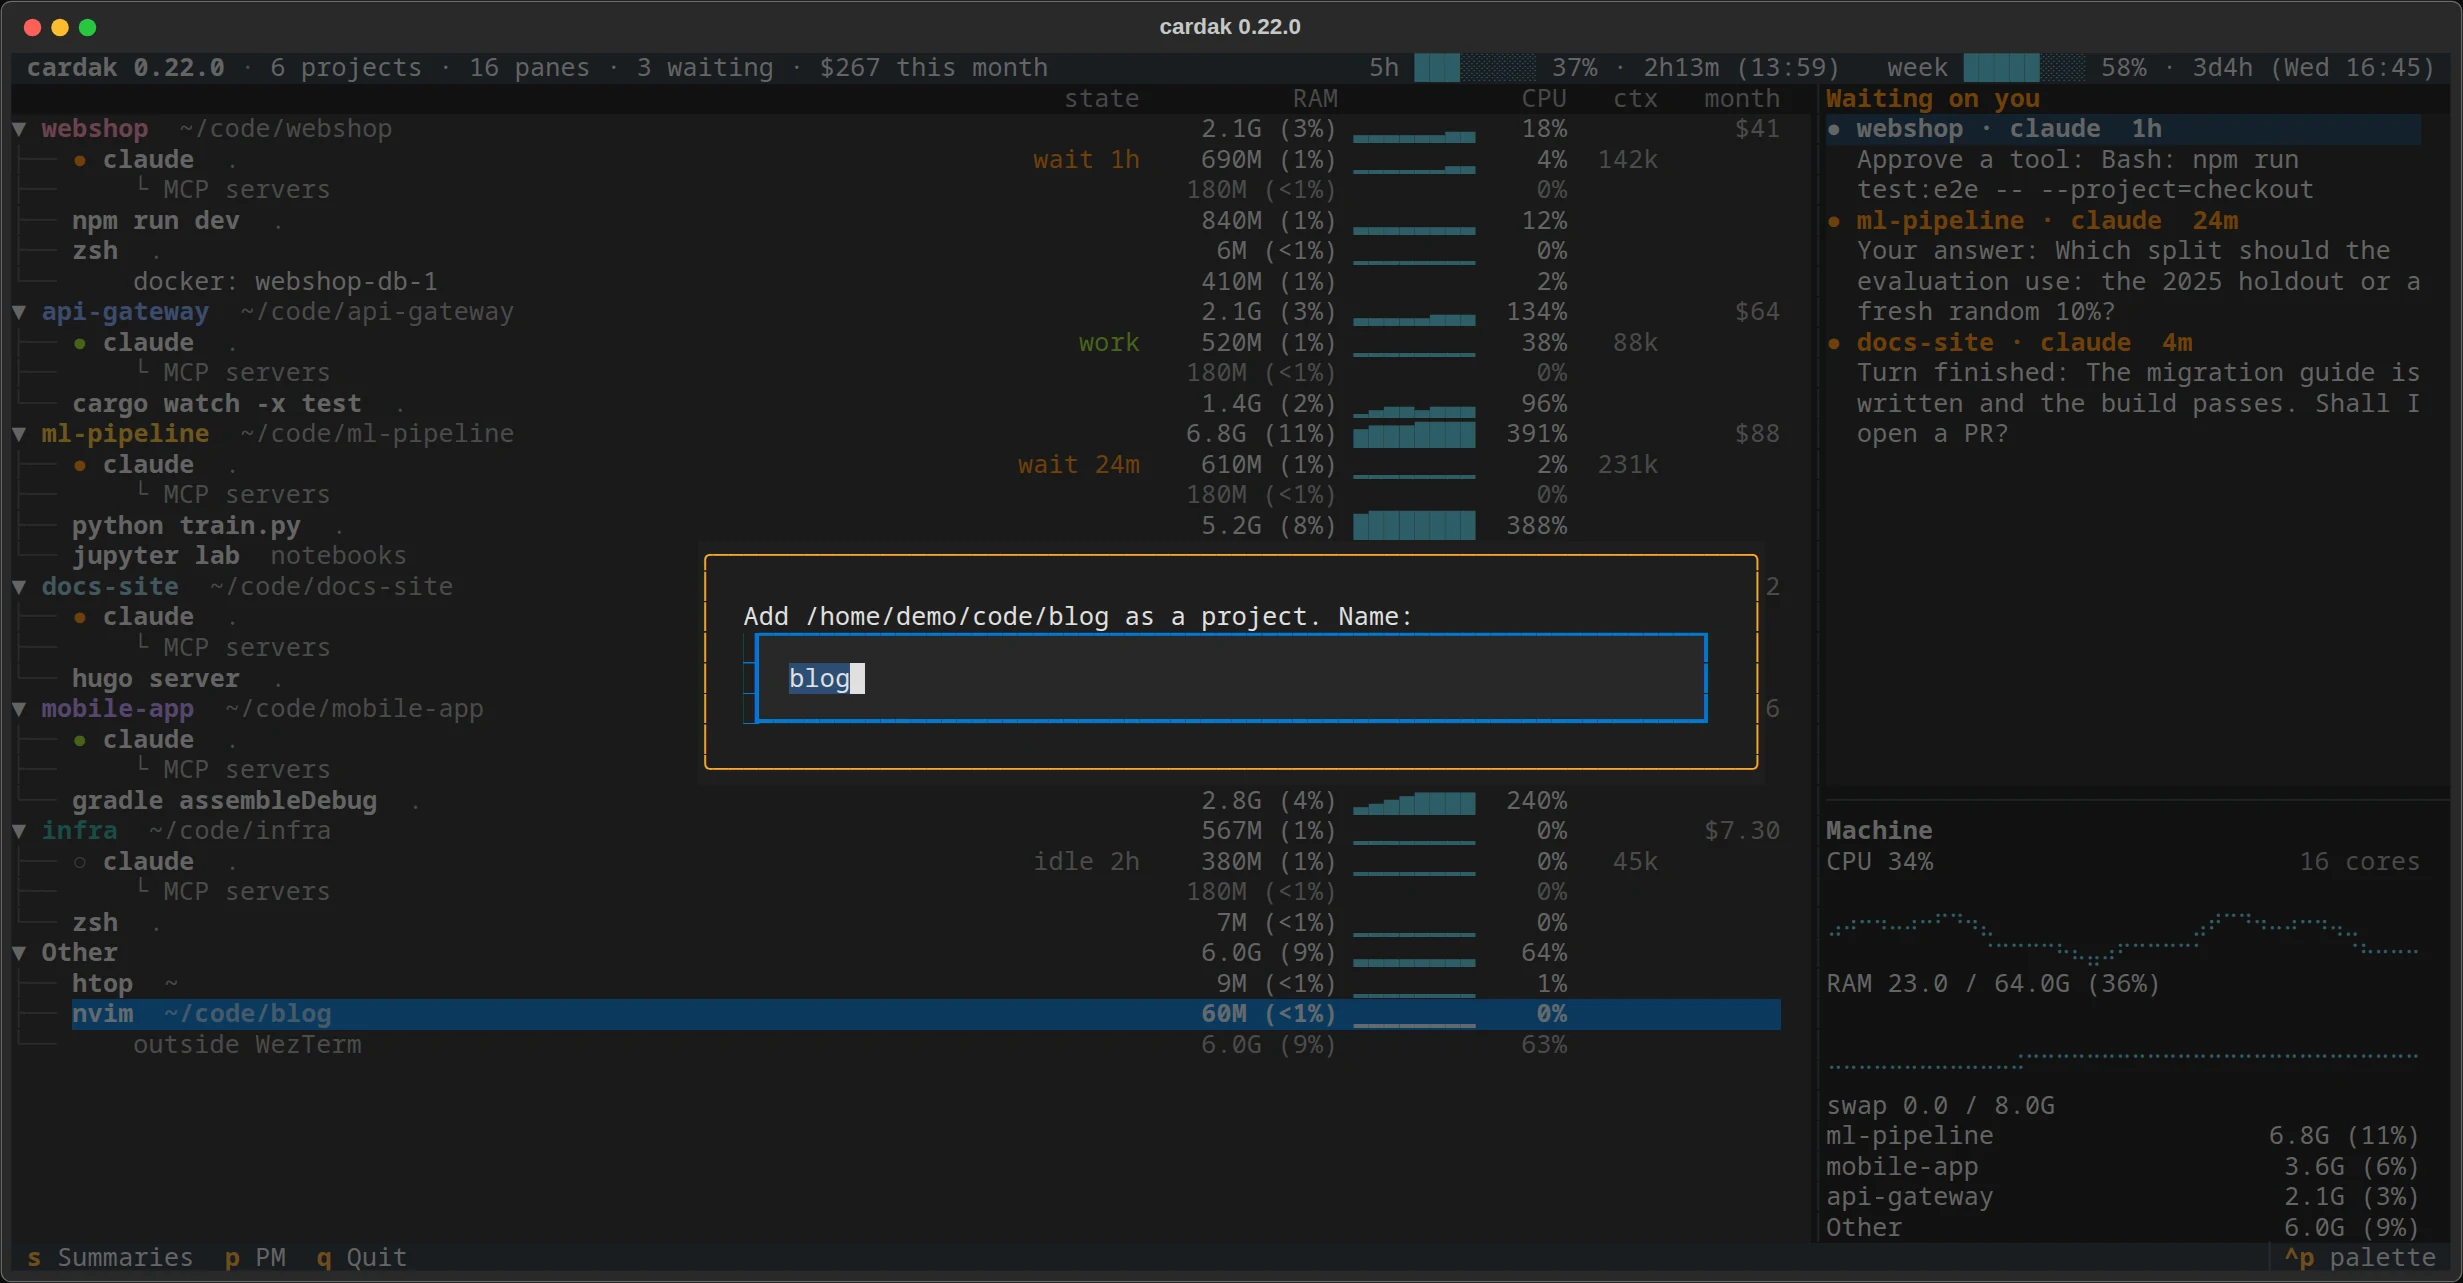 cardak 0.22.0
cardak 0.22.0 · 6 projects · 16 panes · 3 waiting · $267 this month 5h 37% · 2h13m (13:59) week 58% · 3d4h (Wed 16:45)
state RAM CPU ctx month
▼ webshop ~/code/webshop 2.1G (3%) 18% $41
● claude . wait 1h 690M (1%) 4% 142k
└ MCP servers 180M (<1%) 0%
npm run dev . 840M (1%) 12%
zsh . 6M (<1%) 0%
docker: webshop-db-1 410M (1%) 2%
▼ api-gateway ~/code/api-gateway 2.1G (3%) 134% $64
● claude . work 520M (1%) 38% 88k
└ MCP servers 180M (<1%) 0%
cargo watch -x test . 1.4G (2%) 96%
▼ ml-pipeline ~/code/ml-pipeline 6.8G (11%) 391% $88
● claude . wait 24m 610M (1%) 2% 231k
└ MCP servers 180M (<1%) 0%
python train.py . 5.2G (8%) 388%
jupyter lab notebooks
▼ docs-site ~/code/docs-site 2
● claude .
└ MCP servers
hugo server .
▼ mobile-app ~/code/mobile-app 6
● claude .
└ MCP servers
gradle assembleDebug . 2.8G (4%) 240%
▼ infra ~/code/infra 567M (1%) 0% $7.30
○ claude . idle 2h 380M (1%) 0% 45k
└ MCP servers 180M (<1%) 0%
zsh . 7M (<1%) 0%
▼ Other 6.0G (9%) 64%
htop ~ 9M (<1%) 1%
nvim ~/code/blog 60M (<1%) 0%
outside WezTerm 6.0G (9%) 63%
Add /home/demo/code/blog as a project. Name:
blog
Waiting on you
● webshop · claude 1h
Approve a tool: Bash: npm run
test:e2e -- --project=checkout
● ml-pipeline · claude 24m
Your answer: Which split should the
evaluation use: the 2025 holdout or a
fresh random 10%?
● docs-site · claude 4m
Turn finished: The migration guide is
written and the build passes. Shall I
open a PR?
Machine
CPU 34% 16 cores
RAM 23.0 / 64.0G (36%)
swap 0.0 / 8.0G
ml-pipeline 6.8G (11%)
mobile-app 3.6G (6%)
api-gateway 2.1G (3%)
Other 6.0G (9%)
s Summaries p PM q Quit ^p palette